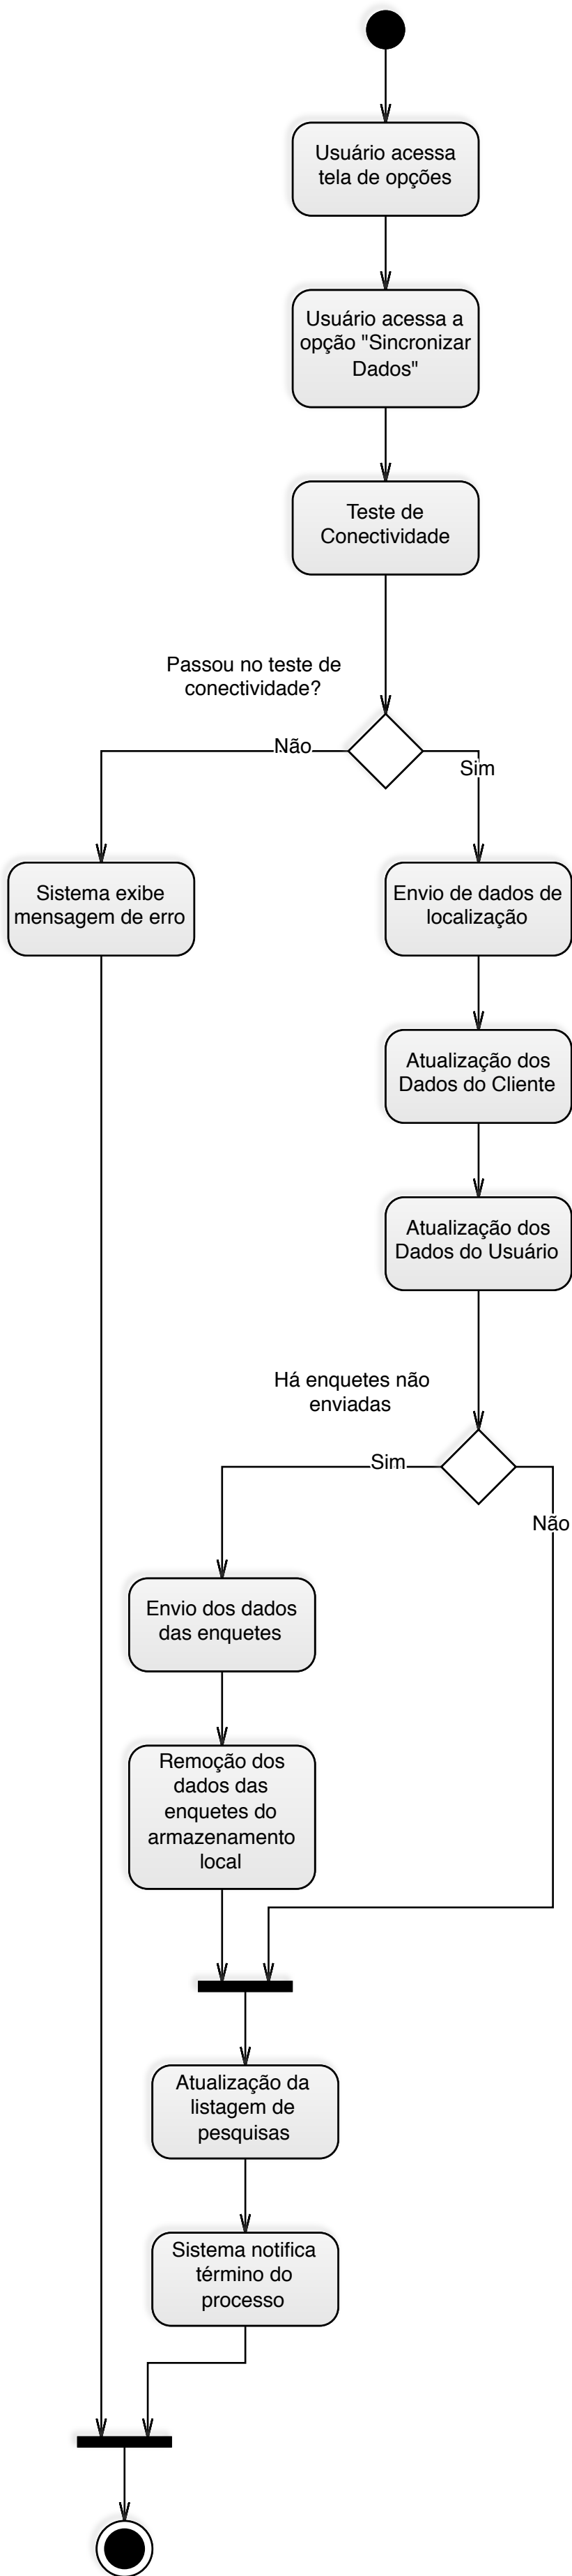 Usuário acessa
tela de opções
Usuário acessa a
opção "Sincronizar
Dados"
Teste de
Conectividade
Passou no teste de
conectividade?
Não
Sim
Sistema exibe
mensagem de erro
Envio de dados de
localização
Atualização dos
Dados do Cliente
Atualização dos
Dados do Usuário
Há enquetes não
enviadas
Sim
Não
Envio dos dados
das enquetes
Remoção dos
dados das
enquetes do
armazenamento
local
Atualização da
listagem de
pesquisas
Sistema notifica
término do
processo